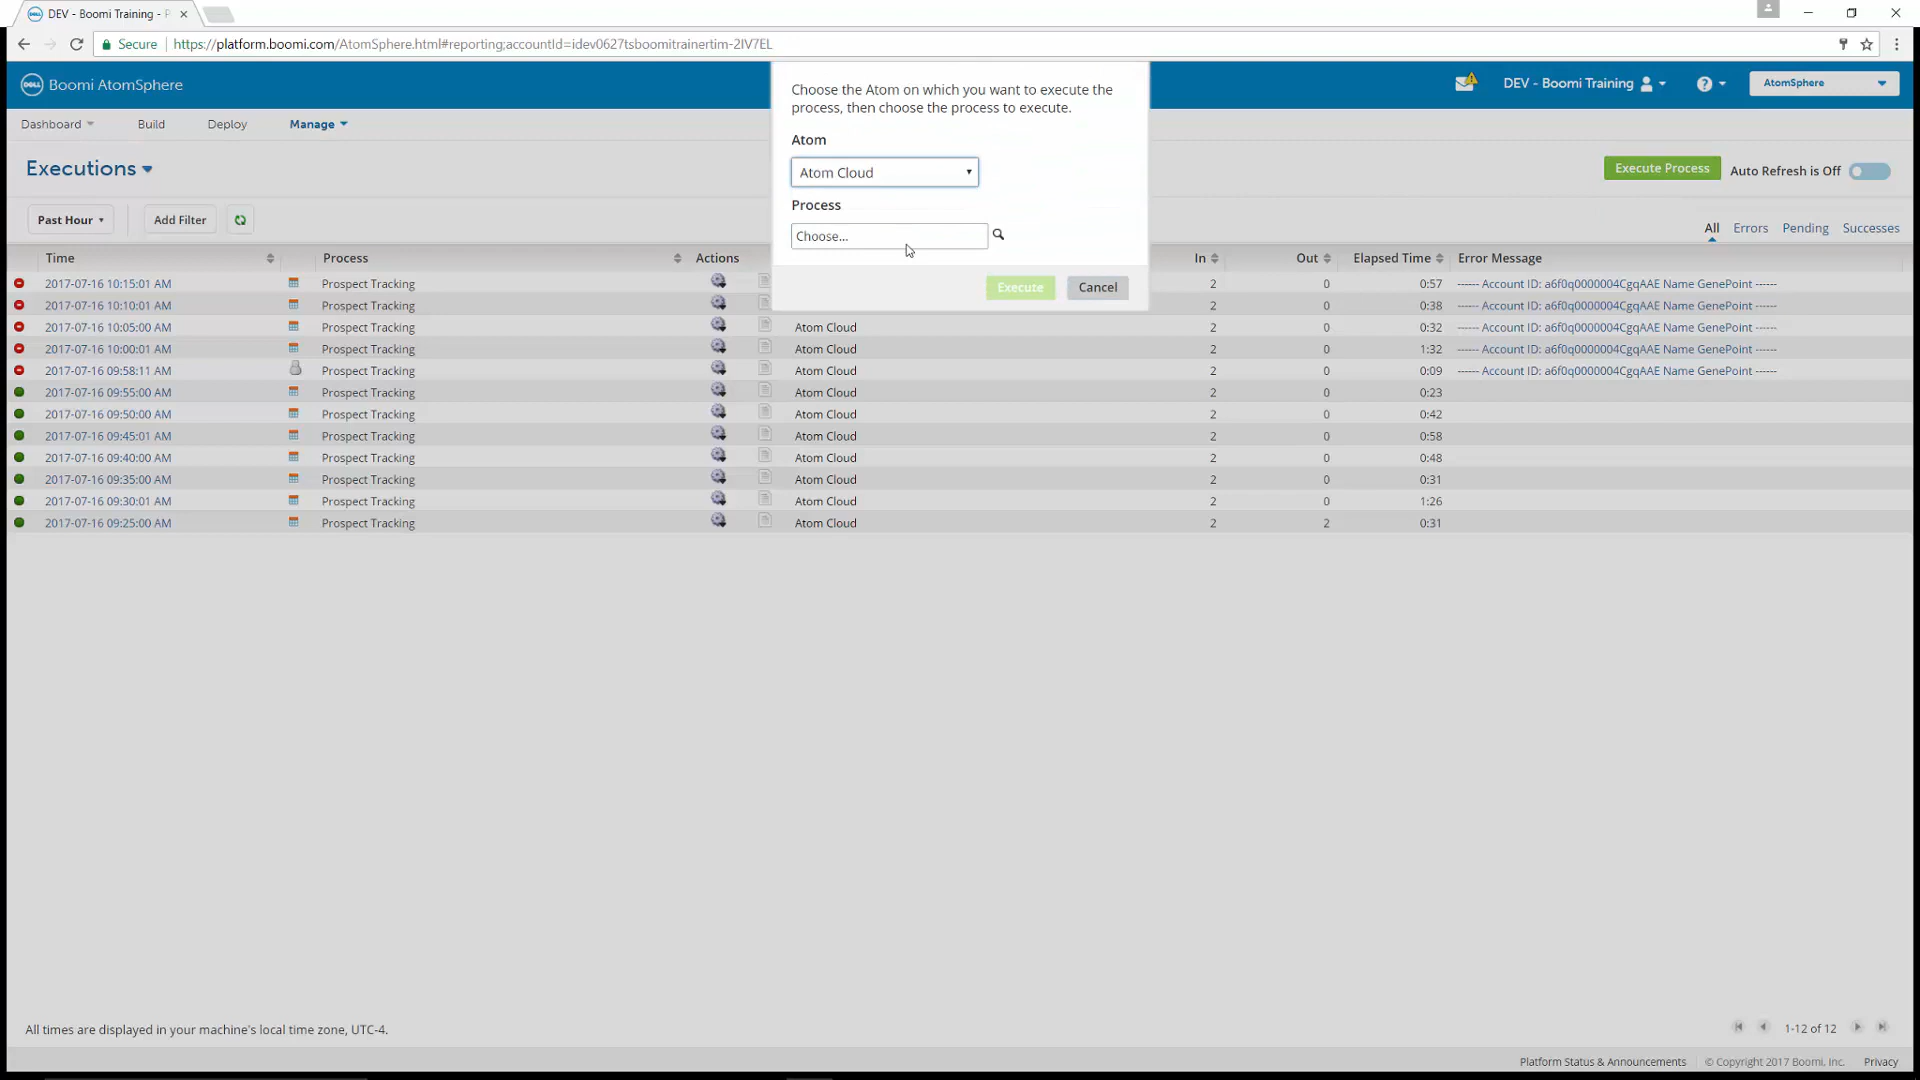 DEV - Boomi Training - P
Secure
https://platform.boomi.com/AtomSphere.html#reporting;accountId=idev0627tsboomitrainertim-2IV7EL
DELL Boomi AtomSphere
DEV - Boomi Training
AtomSphere
Dashboard Build Deploy Manage
Executions
Execute Process
Auto Refresh is Off
Past Hour
Add Filter
All Errors Pending Successes
Choose the Atom on which you want to execute the
process, then choose the process to execute.
Atom
Atom Cloud
Process
Choose...
Execute Cancel
Time Process Actions In Out Elapsed Time Error Message
2017-07-16 10:15:01 AM Prospect Tracking 2 0 0:57 ------ Account ID: a6f0q0000004CgqAAE Name GenePoint ------
2017-07-16 10:10:01 AM Prospect Tracking 2 0 0:38 ------ Account ID: a6f0q0000004CgqAAE Name GenePoint ------
2017-07-16 10:05:00 AM Prospect Tracking Atom Cloud 2 0 0:32 ------ Account ID: a6f0q0000004CgqAAE Name GenePoint ------
2017-07-16 10:00:01 AM Prospect Tracking Atom Cloud 2 0 1:32 ------ Account ID: a6f0q0000004CgqAAE Name GenePoint ------
2017-07-16 09:58:11 AM Prospect Tracking Atom Cloud 2 0 0:09 ------ Account ID: a6f0q0000004CgqAAE Name GenePoint ------
2017-07-16 09:55:00 AM Prospect Tracking Atom Cloud 2 0 0:23
2017-07-16 09:50:00 AM Prospect Tracking Atom Cloud 2 0 0:42
2017-07-16 09:45:01 AM Prospect Tracking Atom Cloud 2 0 0:58
2017-07-16 09:40:00 AM Prospect Tracking Atom Cloud 2 0 0:48
2017-07-16 09:35:00 AM Prospect Tracking Atom Cloud 2 0 0:31
2017-07-16 09:30:01 AM Prospect Tracking Atom Cloud 2 0 1:26
2017-07-16 09:25:00 AM Prospect Tracking Atom Cloud 2 2 0:31
All times are displayed in your machine's local time zone, UTC-4.
1-12 of 12
Platform Status & Announcements © Copyright 2017 Boomi, Inc. Privacy